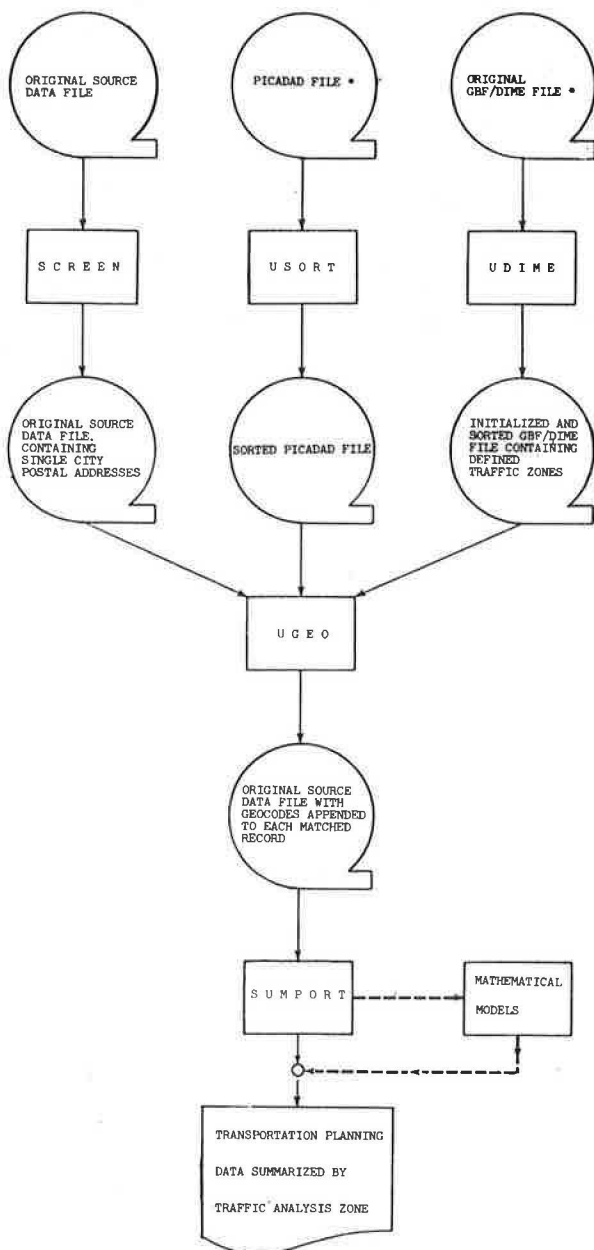 ORIGINAL SOURCE
DATA FILE
PICADAD FILE *
ORIGINAL
GBF/DIME FILE *
S C R E E N
U S O R T
U D I M E
ORIGINAL SOURCE
DATA FILE.
CONTAINING
SINGLE CITY
POSTAL ADDRESSES
SORTED PICADAD FILE
INITIALIZED AND
SORTED GBF/DIME
FILE CONTAINING
DEFINED
TRAFFIC ZONES
U G E O
ORIGINAL SOURCE
DATA FILE WITH
GEOCODES APPENDED
TO EACH MATCHED
RECORD
S U M P O R T
MATHEMATICAL
MODELS
TRANSPORTATION PLANNING
DATA SUMMARIZED BY
TRAFFIC ANALYSIS ZONE